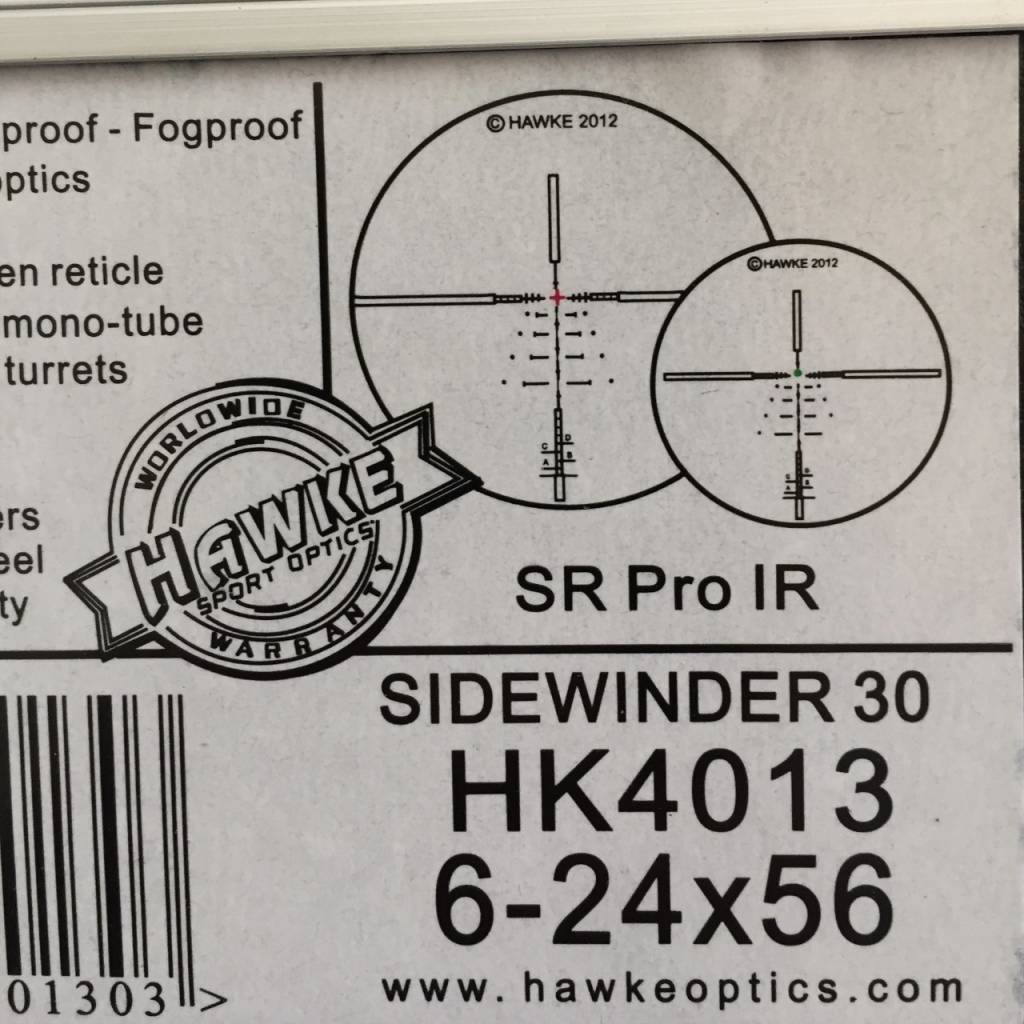 proof - Fogproof
optics
en reticle
mono-tube
turrets
ers
eel
ty
© HAWKE 2012
C D
A B
© HAWKE 2012
WORLDWIDE
HAWKE
SPORT OPTICS
WARRANTY
SR Pro IR
SIDEWINDER 30
HK4013
6-24x56
www.hawkeoptics.com
01303 >